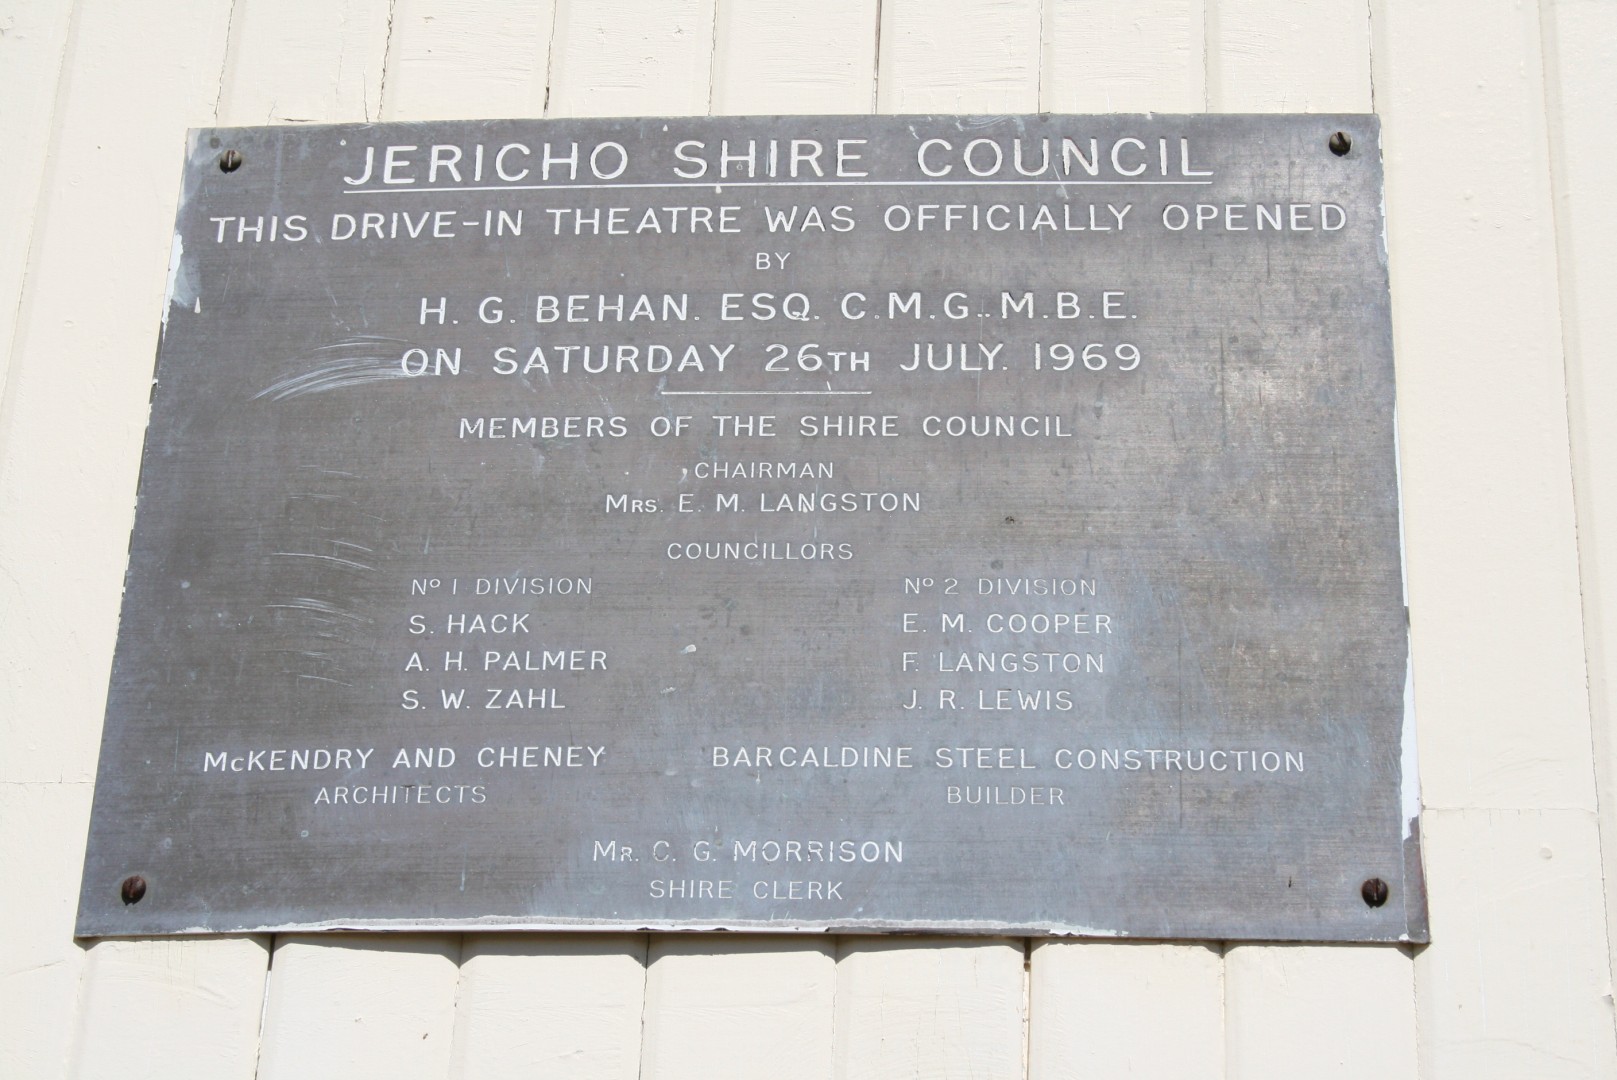 JERICHO SHIRE COUNCIL
THIS DRIVE-IN THEATRE WAS OFFICIALLY OPENED
BY
H. G. BEHAN. ESQ. C.M.G.. M.B.E.
ON SATURDAY 26TH JULY. 1969
MEMBERS OF THE SHIRE COUNCIL
CHAIRMAN
MRS. E. M. LANGSTON
COUNCILLORS
Nº 1 DIVISION
S. HACK
A. H. PALMER
S. W. ZAHL
Nº 2 DIVISION
E. M. COOPER
F. LANGSTON
J. R. LEWIS
McKENDRY AND CHENEY
ARCHITECTS
BARCALDINE STEEL CONSTRUCTION
BUILDER
MR. C. G. MORRISON
SHIRE CLERK